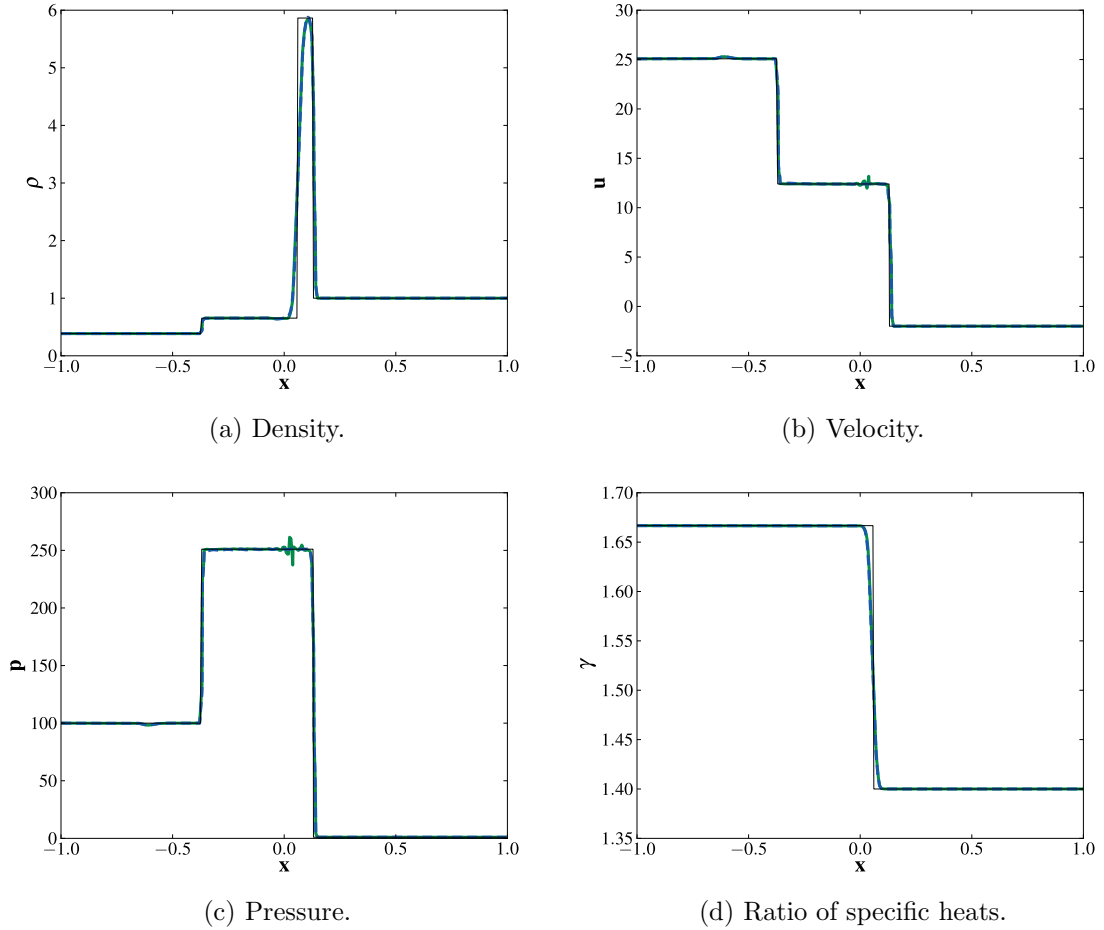 6
5
4
3
2
1
0
ρ
−1.0 −0.5 0.0 0.5 1.0
x
(a) Density.
30
25
20
15
10
5
0
−5
u
−1.0 −0.5 0.0 0.5 1.0
x
(b) Velocity.
300
250
200
150
100
50
0
p
−1.0 −0.5 0.0 0.5 1.0
x
(c) Pressure.
1.70
1.65
1.60
1.55
1.50
1.45
1.40
1.35
γ
−1.0 −0.5 0.0 0.5 1.0
x
(d) Ratio of specific heats.